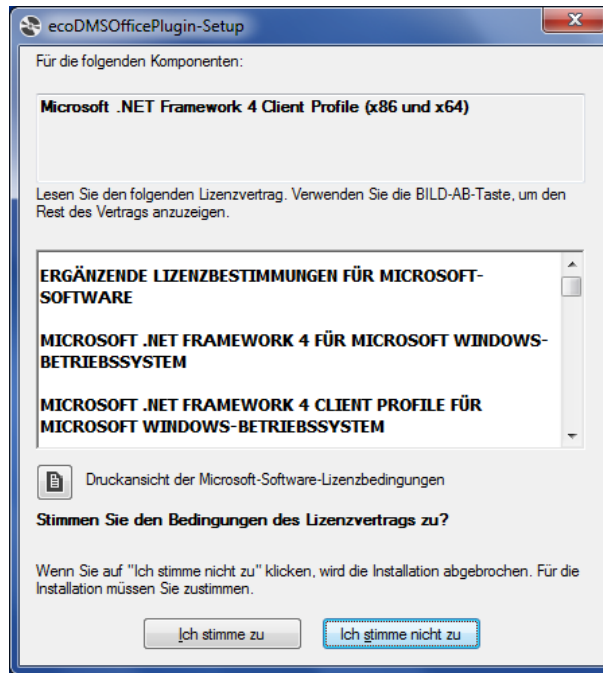 ecoDMSOfficePlugin-Setup
Für die folgenden Komponenten:
Microsoft .NET Framework 4 Client Profile (x86 und x64)
Lesen Sie den folgenden Lizenzvertrag. Verwenden Sie die BILD-AB-Taste, um den
Rest des Vertrags anzuzeigen.
ERGÄNZENDE LIZENZBESTIMMUNGEN FÜR MICROSOFT-
SOFTWARE
MICROSOFT .NET FRAMEWORK 4 FÜR MICROSOFT WINDOWS-
BETRIEBSSYSTEM
MICROSOFT .NET FRAMEWORK 4 CLIENT PROFILE FÜR
MICROSOFT WINDOWS-BETRIEBSSYSTEM
Druckansicht der Microsoft-Software-Lizenzbedingungen
Stimmen Sie den Bedingungen des Lizenzvertrags zu?
Wenn Sie auf "Ich stimme nicht zu" klicken, wird die Installation abgebrochen. Für die
Installation müssen Sie zustimmen.
Ich stimme zu
Ich stimme nicht zu